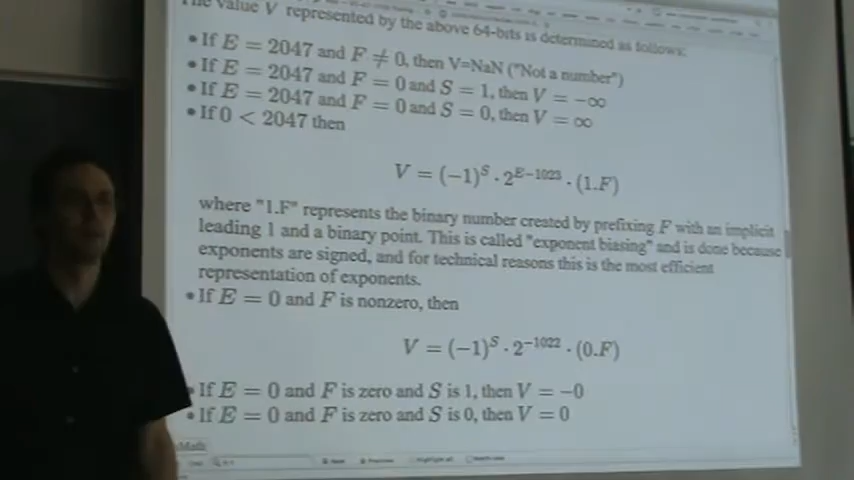 The value V represented by the above 64-bits is determined as follows:
• If E = 2047 and F ≠ 0, then V=NaN ("Not a number")
• If E = 2047 and F = 0 and S = 1, then V = −∞
• If E = 2047 and F = 0 and S = 0, then V = ∞
• If 0 < 2047 then
V = (−1)^S · 2^{E−1023} · (1.F)
where "1.F" represents the binary number created by prefixing F with an implicit
leading 1 and a binary point. This is called "exponent biasing" and is done because
exponents are signed, and for technical reasons this is the most efficient
representation of exponents.
• If E = 0 and F is nonzero, then
V = (−1)^S · 2^{−1022} · (0.F)
• If E = 0 and F is zero and S is 1, then V = −0
• If E = 0 and F is zero and S is 0, then V = 0